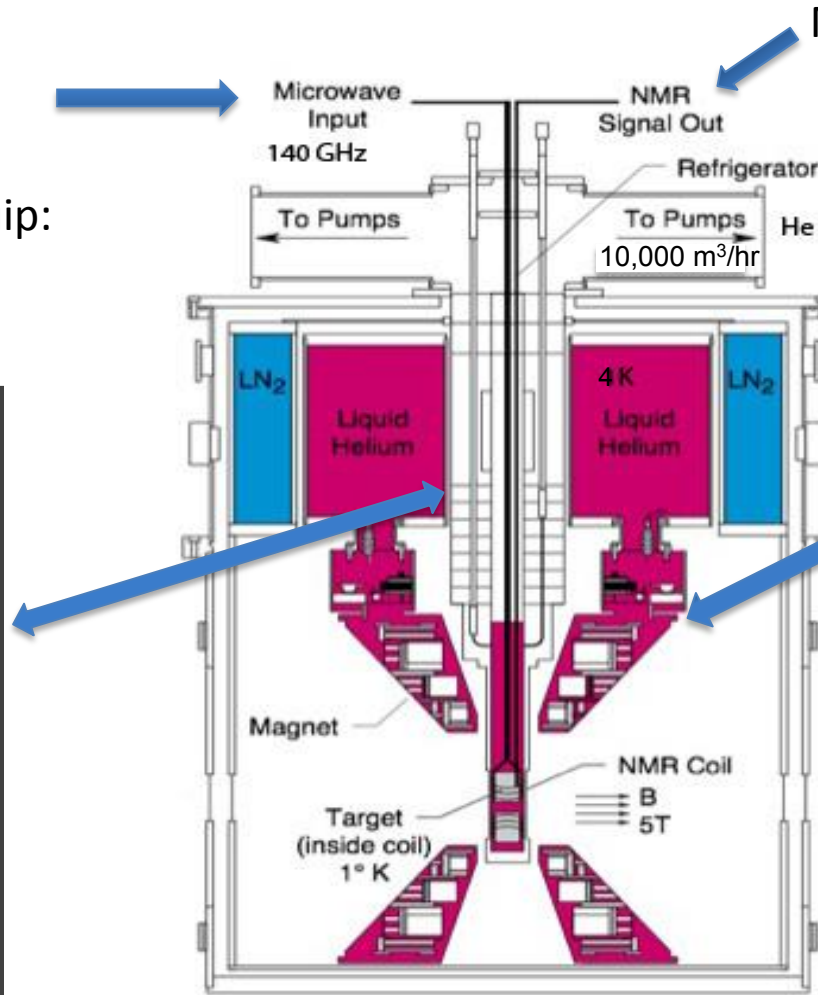 Microwave
Input
140 GHz
NMR
Signal Out
Refrigerator
ip:
To Pumps
To Pumps
10,000 m³/hr
He
LN₂
Liquid
Helium
4 K
Liquid
Helium
LN₂
Magnet
NMR Coil
B
5T
Target
(inside coil)
1° K